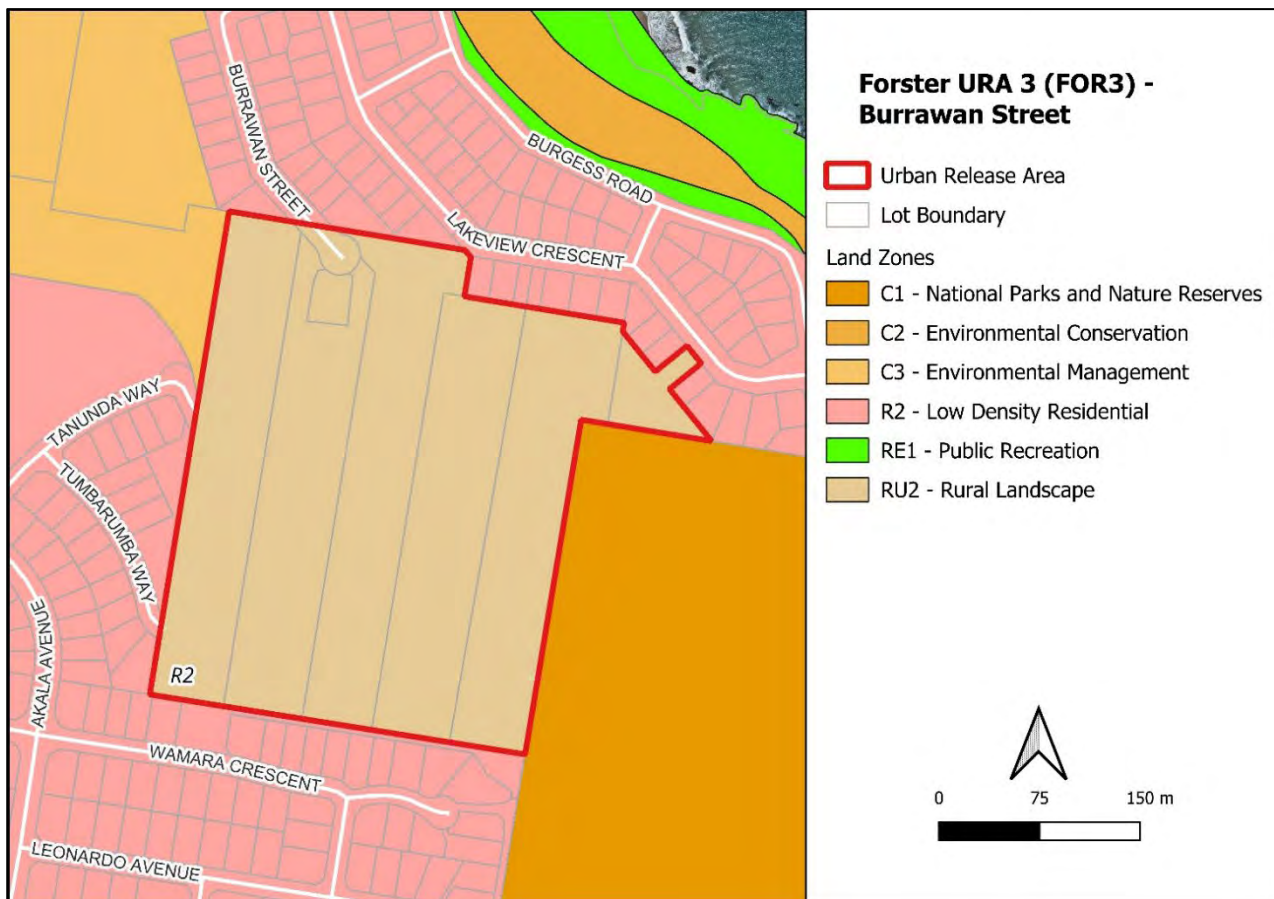 Forster URA 3 (FOR3) -
Burrawan Street
Urban Release Area
Lot Boundary
Land Zones
C1 - National Parks and Nature Reserves
C2 - Environmental Conservation
C3 - Environmental Management
R2 - Low Density Residential
RE1 - Public Recreation
RU2 - Rural Landscape
0 75 150 m
BURRAWAN STREET
BURGESS ROAD
LAKEVIEW CRESCENT
TANUNDA WAY
TUMBARUMBA WAY
AKALA AVENUE
R2
WAMARA CRESCENT
LEONARDO AVENUE